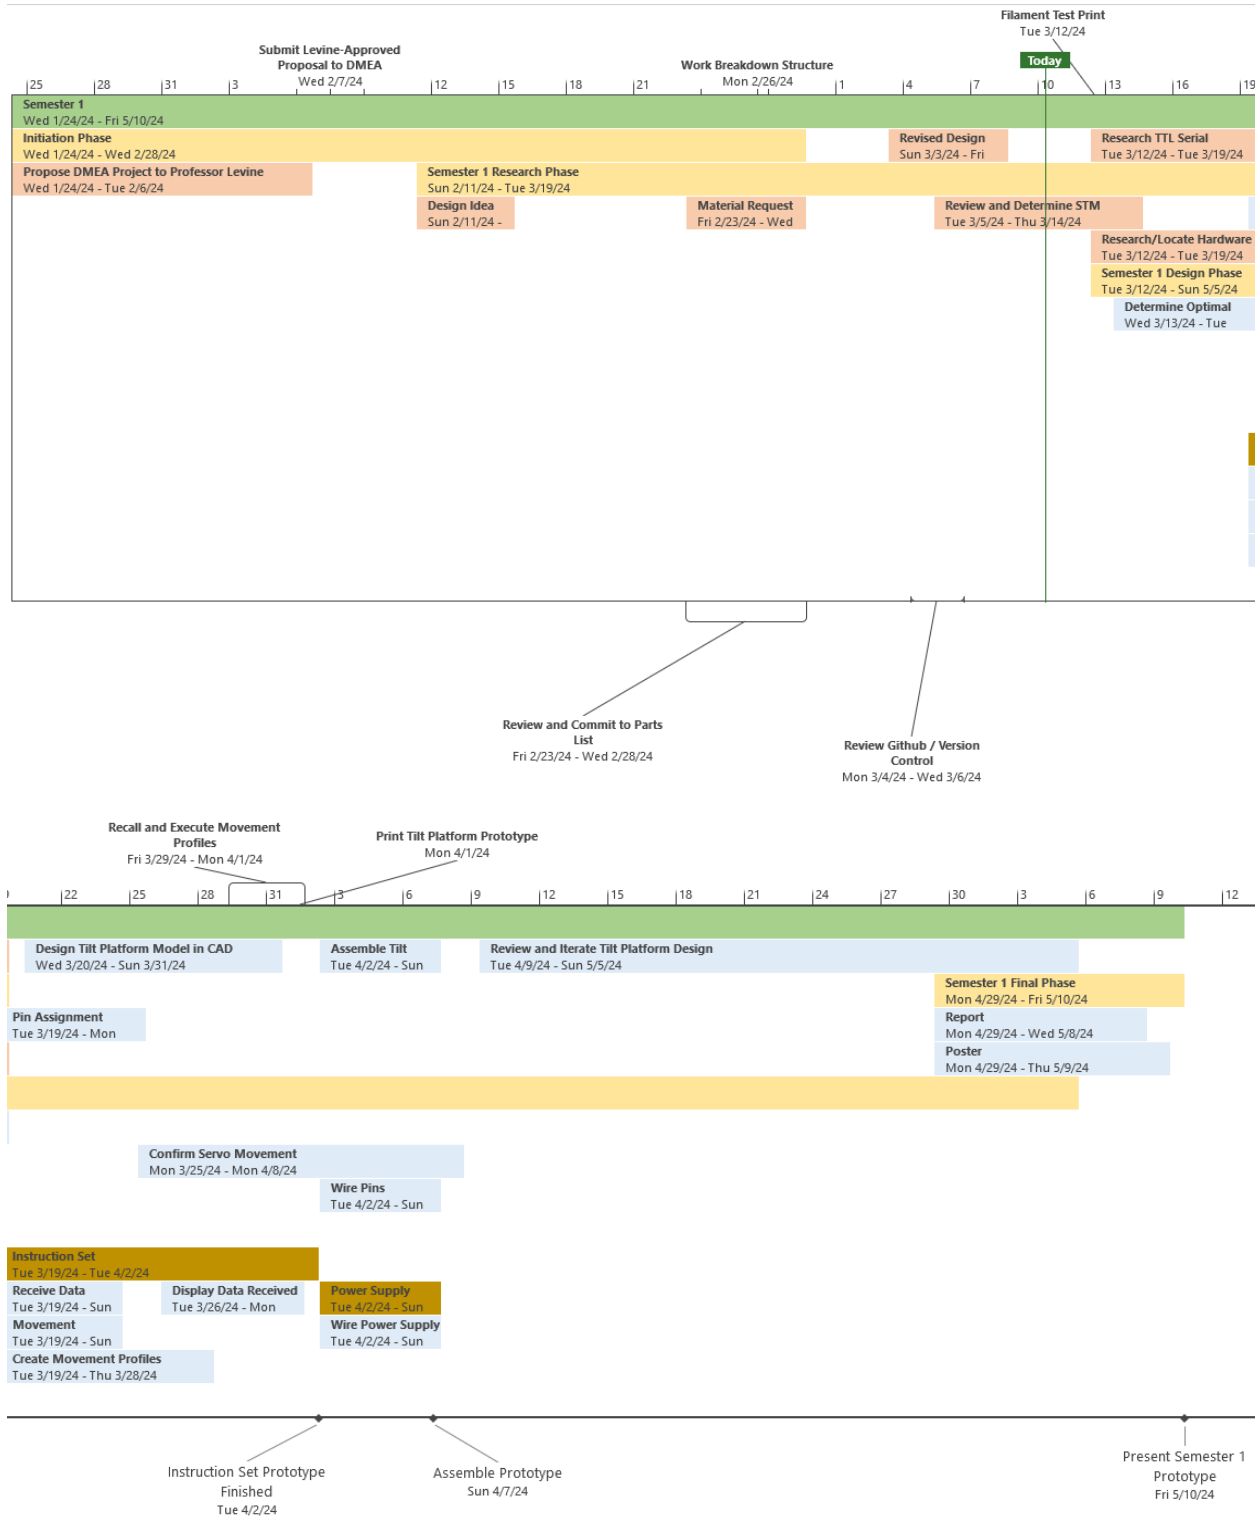 Filament Test Print
Tue 3/12/24
Submit Levine-Approved
Proposal to DMEA
Wed 2/7/24
Work Breakdown Structure
Mon 2/26/24
Today
25 28 31 3 12 15 18 21 1 4 7 10 13 16 19
Semester 1
Wed 1/24/24 - Fri 5/10/24
Initiation Phase
Wed 1/24/24 - Wed 2/28/24
Revised Design
Sun 3/3/24 - Fri
Research TTL Serial
Tue 3/12/24 - Tue 3/19/24
Propose DMEA Project to Professor Levine
Wed 1/24/24 - Tue 2/6/24
Semester 1 Research Phase
Sun 2/11/24 - Tue 3/19/24
Design Idea
Sun 2/11/24 -
Material Request
Fri 2/23/24 - Wed
Review and Determine STM
Tue 3/5/24 - Thu 3/14/24
Research/Locate Hardware
Tue 3/12/24 - Tue 3/19/24
Semester 1 Design Phase
Tue 3/12/24 - Sun 5/5/24
Determine Optimal
Wed 3/13/24 - Tue
Review and Commit to Parts
List
Fri 2/23/24 - Wed 2/28/24
Review Github / Version
Control
Mon 3/4/24 - Wed 3/6/24
Recall and Execute Movement
Profiles
Fri 3/29/24 - Mon 4/1/24
Print Tilt Platform Prototype
Mon 4/1/24
22 25 28 31 3 6 9 12 15 18 21 24 27 30 3 6 9 12
Design Tilt Platform Model in CAD
Wed 3/20/24 - Sun 3/31/24
Assemble Tilt
Tue 4/2/24 - Sun
Review and Iterate Tilt Platform Design
Tue 4/9/24 - Sun 5/5/24
Semester 1 Final Phase
Mon 4/29/24 - Fri 5/10/24
Pin Assignment
Tue 3/19/24 - Mon
Report
Mon 4/29/24 - Wed 5/8/24
Poster
Mon 4/29/24 - Thu 5/9/24
Confirm Servo Movement
Mon 3/25/24 - Mon 4/8/24
Wire Pins
Tue 4/2/24 - Sun
Instruction Set
Tue 3/19/24 - Tue 4/2/24
Receive Data
Tue 3/19/24 - Sun
Display Data Received
Tue 3/26/24 - Mon
Power Supply
Tue 4/2/24 - Sun
Movement
Tue 3/19/24 - Sun
Wire Power Supply
Tue 4/2/24 - Sun
Create Movement Profiles
Tue 3/19/24 - Thu 3/28/24
Instruction Set Prototype
Finished
Tue 4/2/24
Assemble Prototype
Sun 4/7/24
Present Semester 1
Prototype
Fri 5/10/24